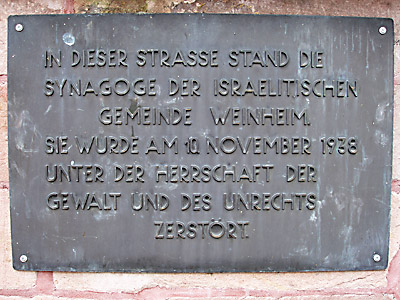 IN DIESER STRASSE STAND DIE
SYNAGOGE DER ISRAELITISCHEN
GEMEINDE WEINHEIM.
SIE WURDE AM 10. NOVEMBER 1938
UNTER DER HERRSCHAFT DER
GEWALT UND DES UNRECHTS
ZERSTÖRT.